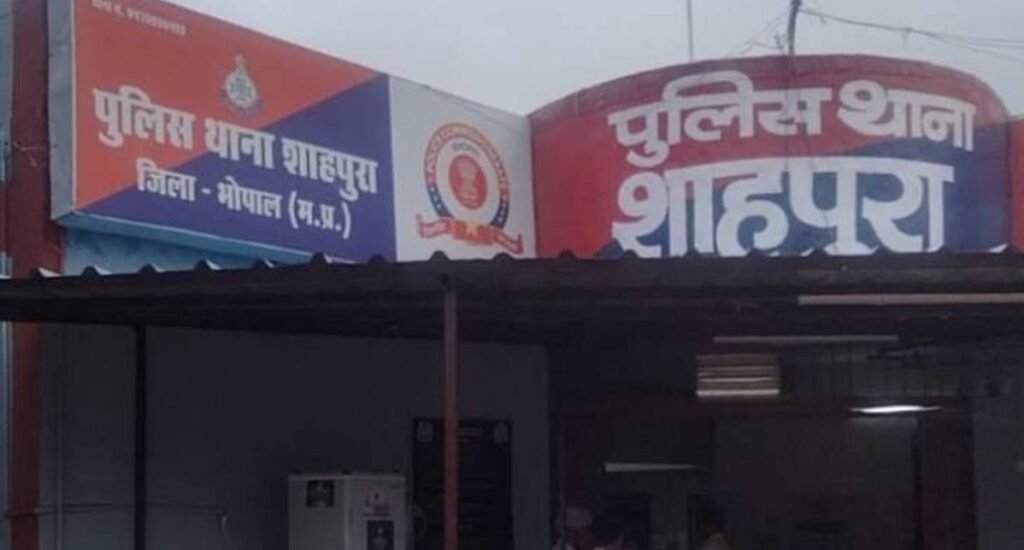 पुलिस थाना शाहपुरा
जिला - भोपाल (म.प्र.)
पुलिस थाना
शाहपुरा